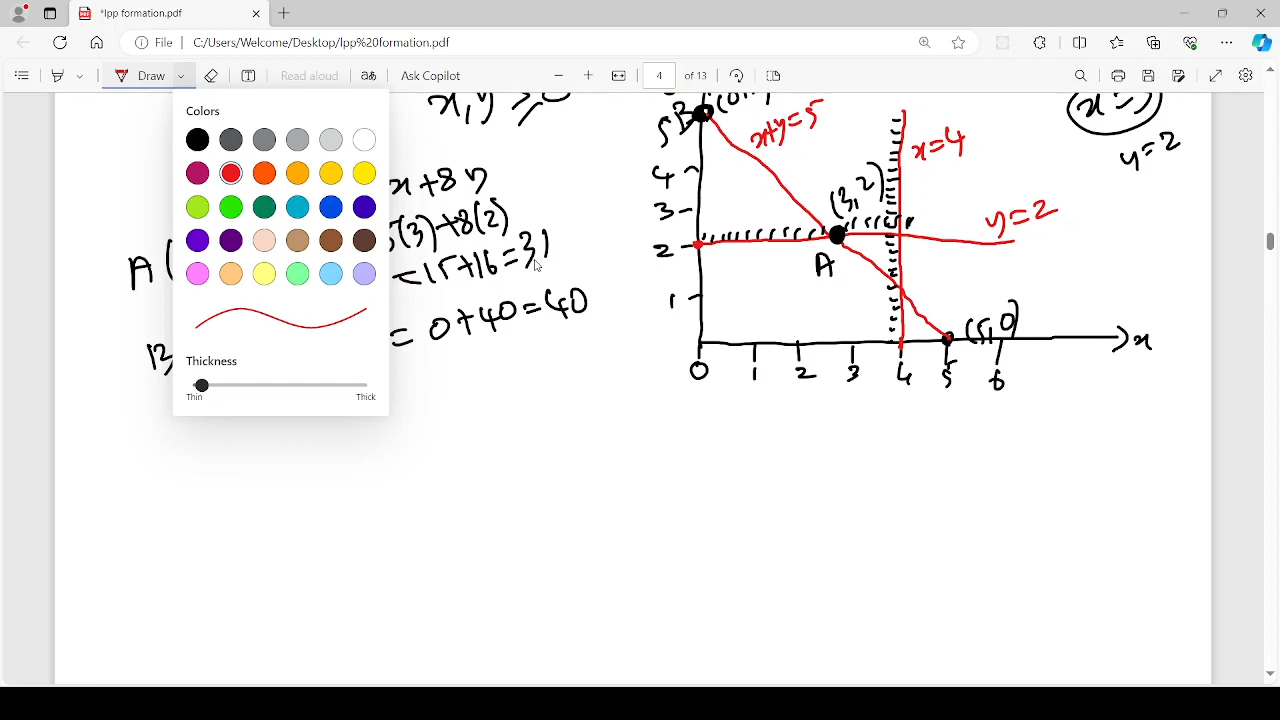 *lpp formation.pdf
File
C:/Users/Welcome/Desktop/lpp%20formation.pdf
Draw
Read aloud
Ask Copilot
4
of 13
Colors
Thickness
Thin
Thick
x,y ≥0
x+8y
(3)+8(2)
=15+16=31
A (
B
= 0+40=40
B
5
4
3
2
1
0
1
2
3
4
5
6
x
x+y=5
x=4
y=2
(3,2)
A
(5,0)
y=2